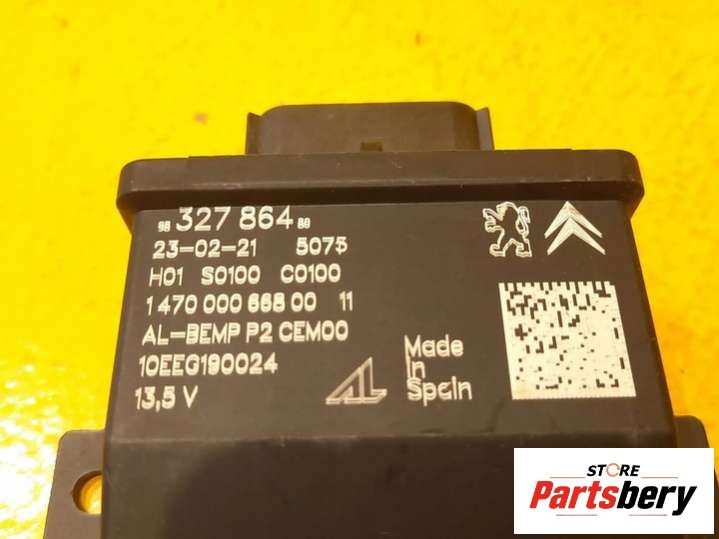 98 327 864 80
23-02-21 5075
H01 S0100 C0100
1 470 000 668 00 11
AL-BEMP P2 CEM00
10EEG190024
13,5 V
AL
Made
In
Spain
STORE
Partsbery